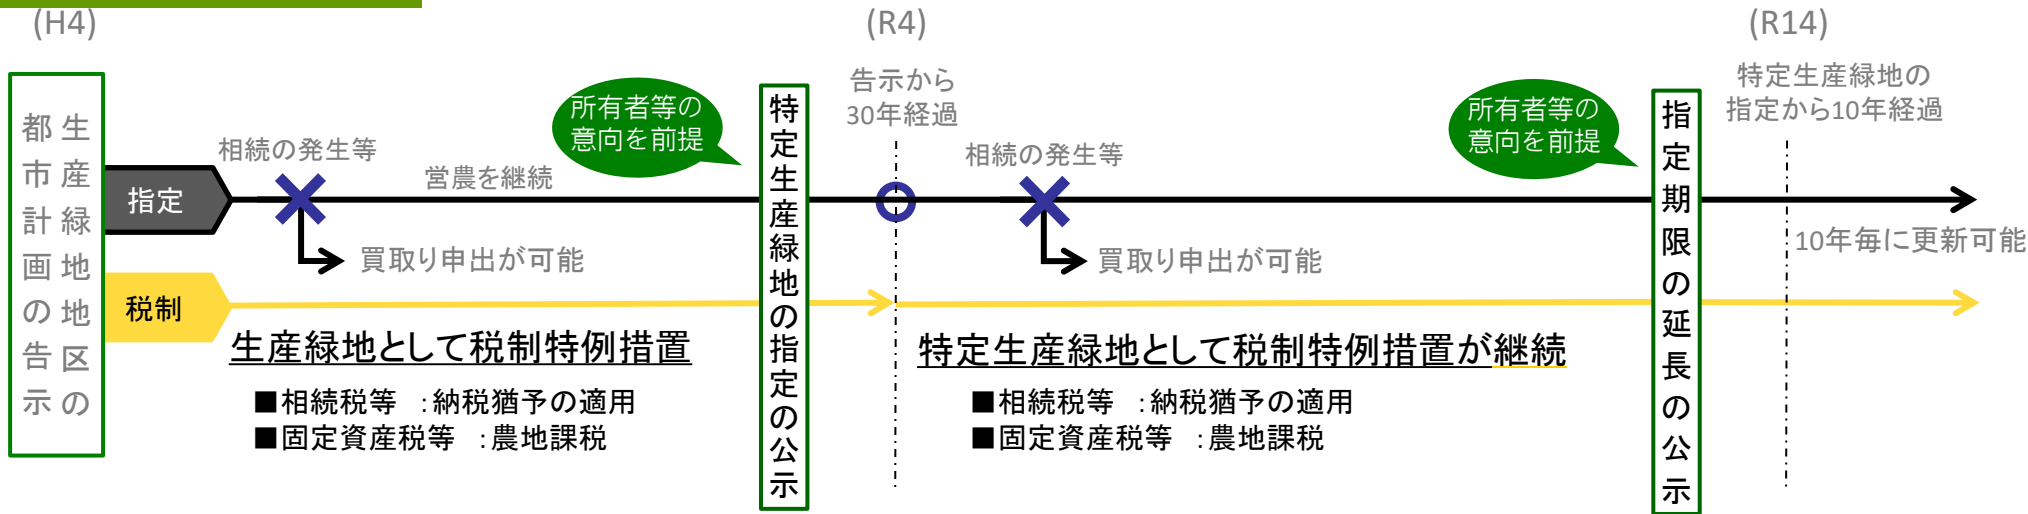 (H4)
(R4)
(R14)
生産緑地地区の
都市計画の告示
指定
税制
相続の発生等
営農を継続
買取り申出が可能
所有者等の
意向を前提
特定生産緑地の指定の公示
告示から
30年経過
相続の発生等
買取り申出が可能
所有者等の
意向を前提
指定期限の延長の公示
特定生産緑地の
指定から10年経過
10年毎に更新可能
生産緑地として税制特例措置
■相続税等 :納税猶予の適用
■固定資産税等 :農地課税
特定生産緑地として税制特例措置が継続
■相続税等 :納税猶予の適用
■固定資産税等 :農地課税